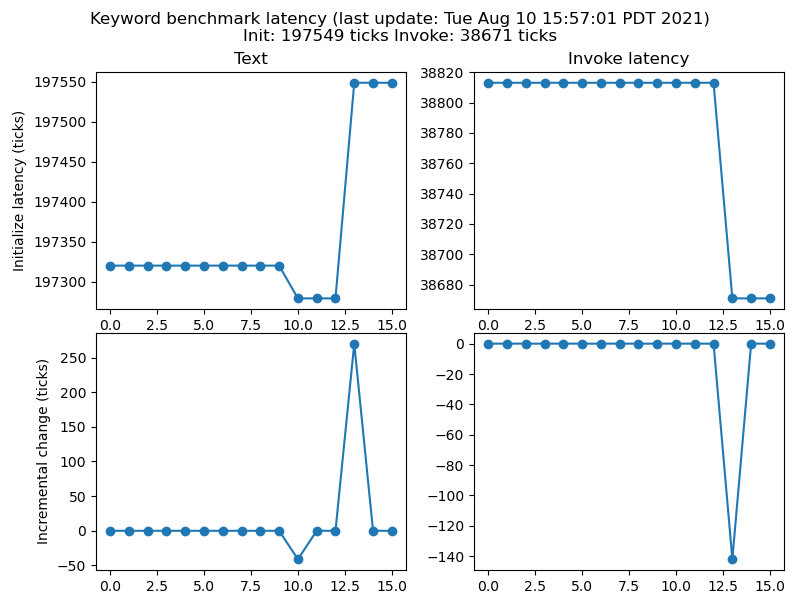 Keyword benchmark latency (last update: Tue Aug 10 15:57:01 PDT 2021)
Init: 197549 ticks Invoke: 38671 ticks
Text
Initialize latency (ticks)
197550
197500
197450
197400
197350
197300
0.0 2.5 5.0 7.5 10.0 12.5 15.0
Invoke latency
38820
38800
38780
38760
38740
38720
38700
38680
0.0 2.5 5.0 7.5 10.0 12.5 15.0
Incremental change (ticks)
250
200
150
100
50
0
−50
0.0 2.5 5.0 7.5 10.0 12.5 15.0
0
−20
−40
−60
−80
−100
−120
−140
0.0 2.5 5.0 7.5 10.0 12.5 15.0